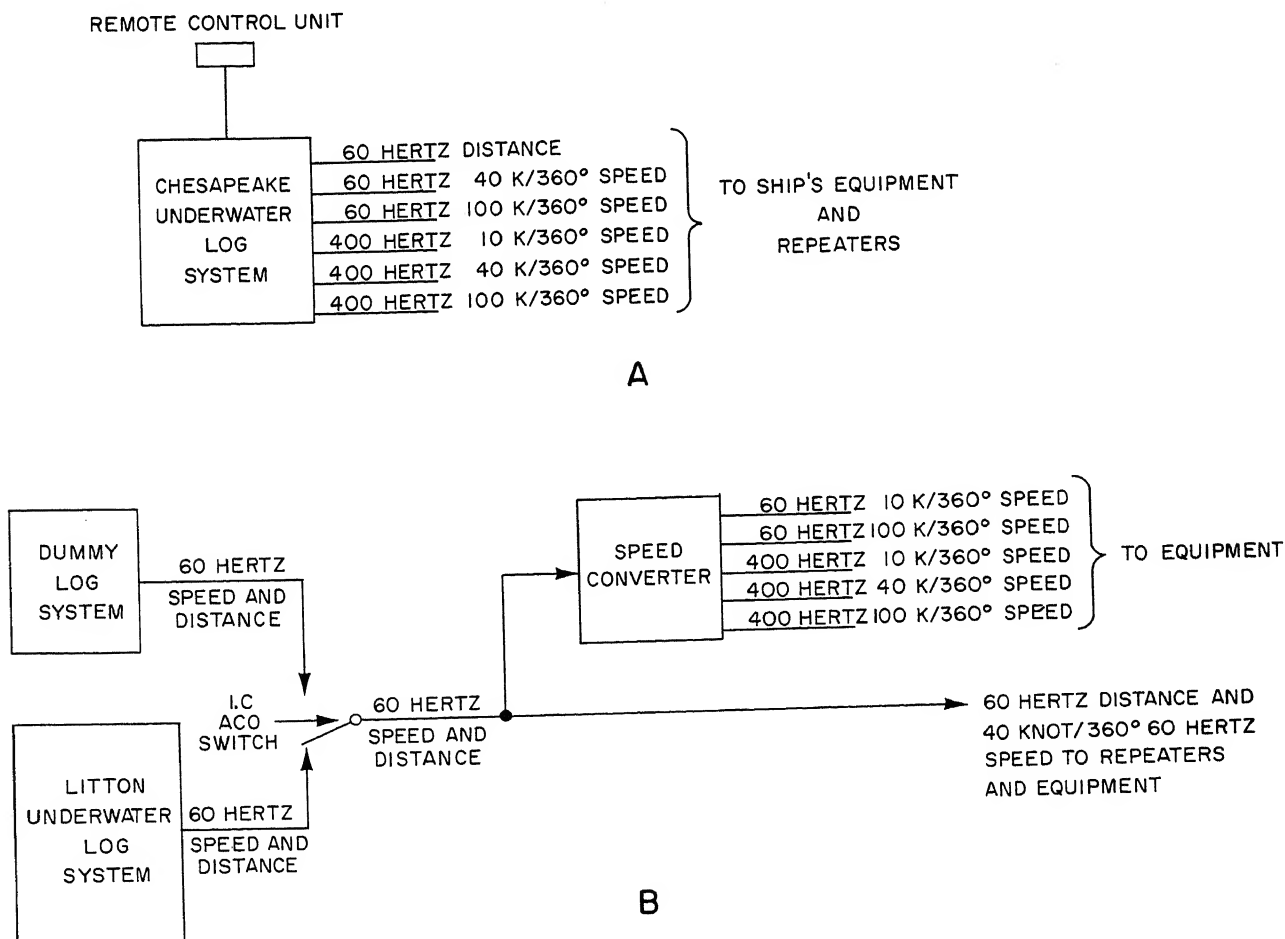 REMOTE CONTROL UNIT
CHESAPEAKE
UNDERWATER
LOG
SYSTEM
60 HERTZ DISTANCE
60 HERTZ 40 K/360° SPEED
60 HERTZ 100 K/360° SPEED
400 HERTZ 10 K/360° SPEED
400 HERTZ 40 K/360° SPEED
400 HERTZ 100 K/360° SPEED
TO SHIP'S EQUIPMENT
AND
REPEATERS
A
DUMMY
LOG
SYSTEM
60 HERTZ
SPEED AND
DISTANCE
I.C
ACO
SWITCH
LITTON
UNDERWATER
LOG
SYSTEM
60 HERTZ
SPEED AND
DISTANCE
60 HERTZ
SPEED AND
DISTANCE
SPEED
CONVERTER
60 HERTZ 10 K/360° SPEED
60 HERTZ 100 K/360° SPEED
400 HERTZ 10 K/360° SPEED
400 HERTZ 40 K/360° SPEED
400 HERTZ 100 K/360° SPEED
TO EQUIPMENT
60 HERTZ DISTANCE AND
40 KNOT/360° 60 HERTZ
SPEED TO REPEATERS
AND EQUIPMENT
B